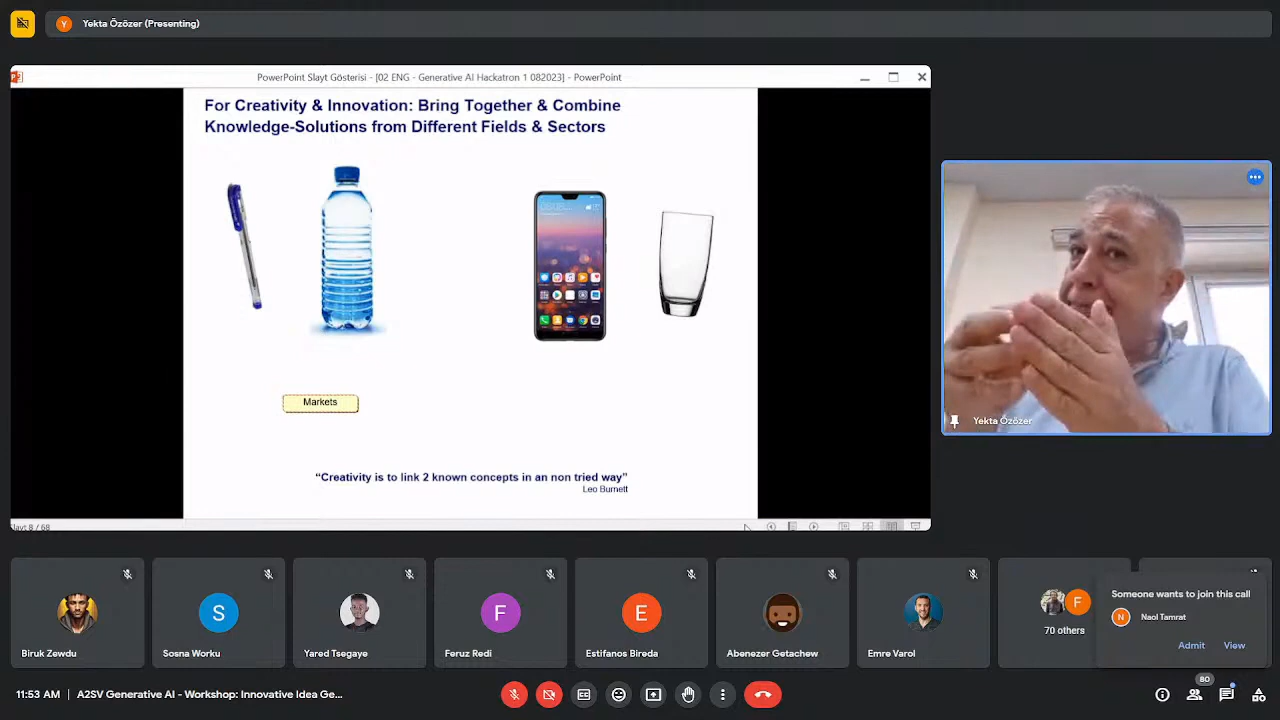 Y
Yekta Özözer (Presenting)
PowerPoint Slayt Gösterisi - [02 ENG - Generative AI Hackatron 1 082023] - PowerPoint
For Creativity & Innovation: Bring Together & Combine
Knowledge-Solutions from Different Fields & Sectors
Markets
“Creativity is to link 2 known concepts in an non tried way”
Leo Burnett
Slayt 8 / 68
Yekta Özözer
S
F
E
F
Biruk Zewdu
Sosna Worku
Yared Tsegaye
Feruz Redi
Estifanos Bireda
Abenezer Getachew
Emre Varol
70 others
Someone wants to join this call
N
Naol Tamrat
Admit
View
11:53 AM | A2SV Generative AI - Workshop: Innovative Idea Ge...
80